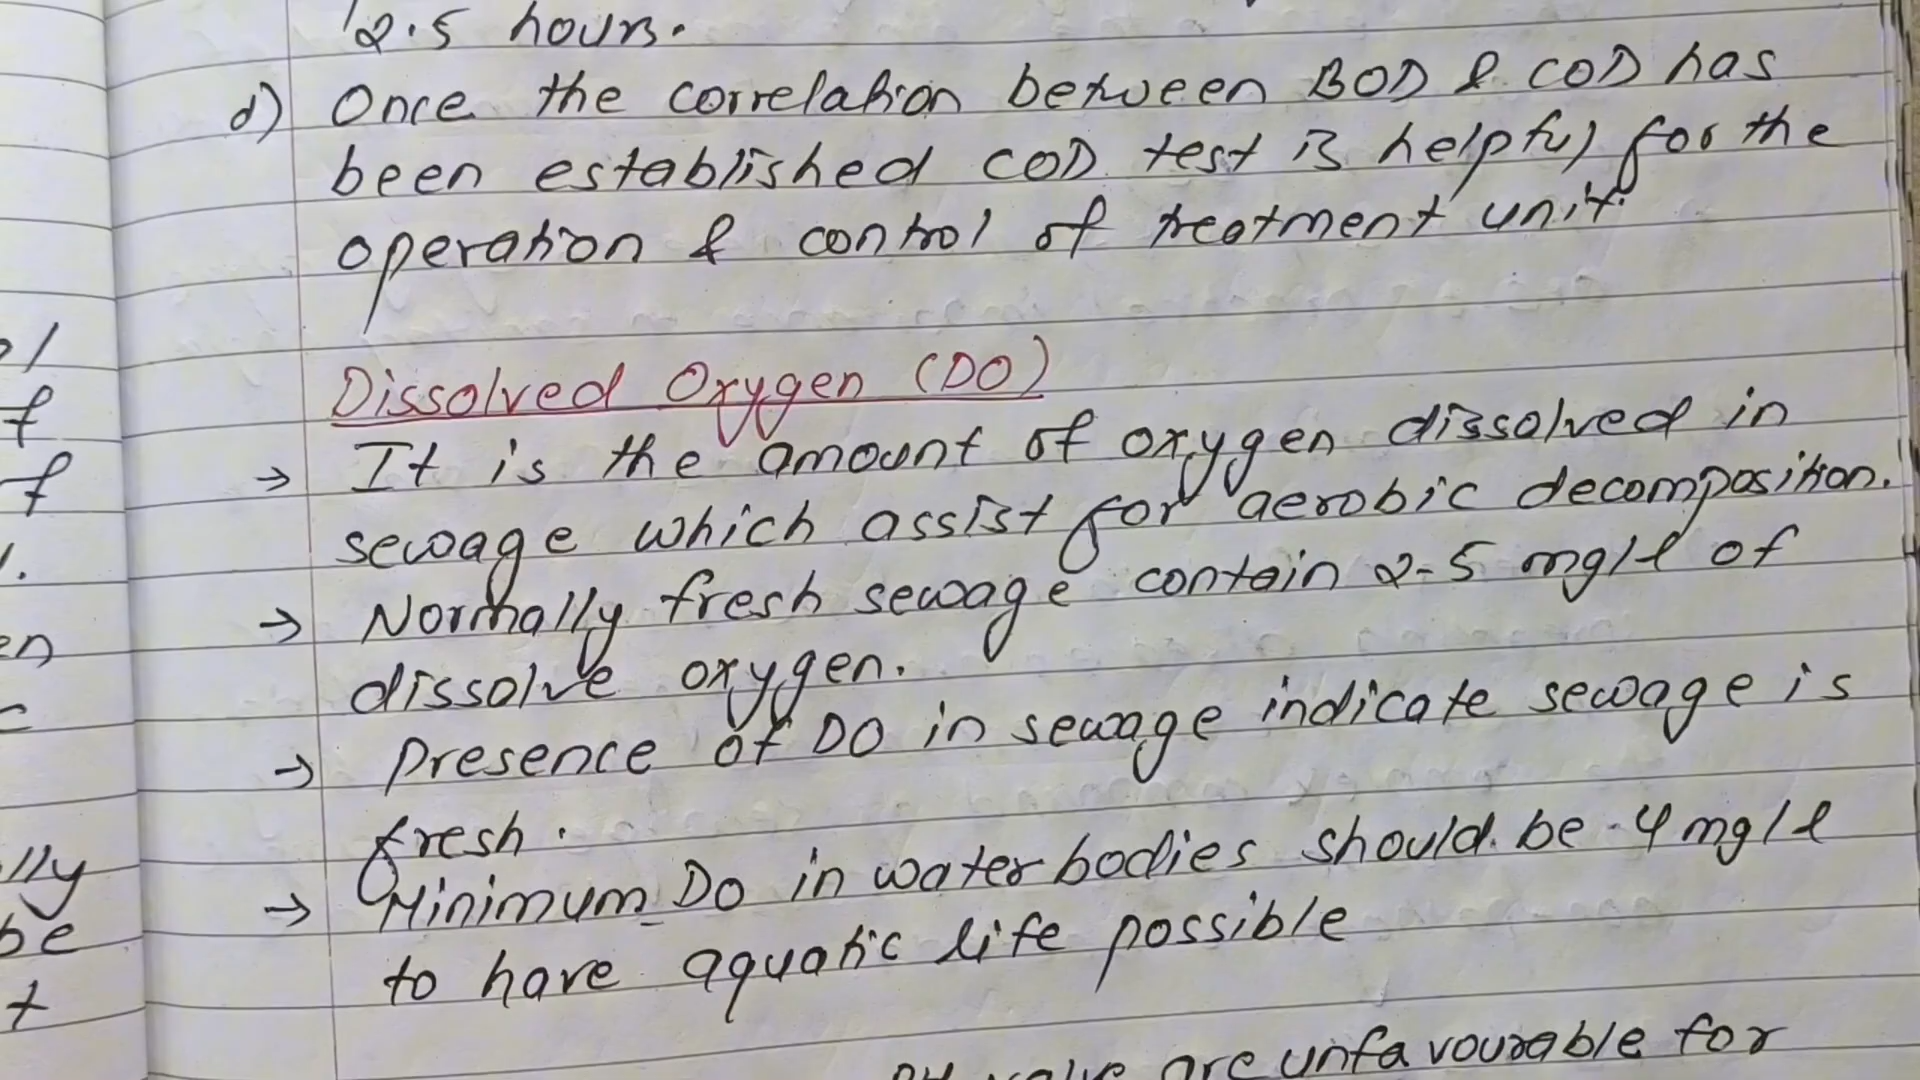 2.5 hours.
d) Once the correlation between BOD & COD has
been established COD test is helpful for the
operation & control of treatment unit.
Dissolved Oxygen (DO)
→ It is the amount of oxygen dissolved in
sewage which assist for aerobic decomposition.
→ Normally fresh sewage contain 2-5 mg/l of
dissolve oxygen.
→ Presence of DO in sewage indicate sewage is
fresh.
→ Minimum DO in water bodies should be 4 mg/l
to have aquatic life possible
are unfavourable for